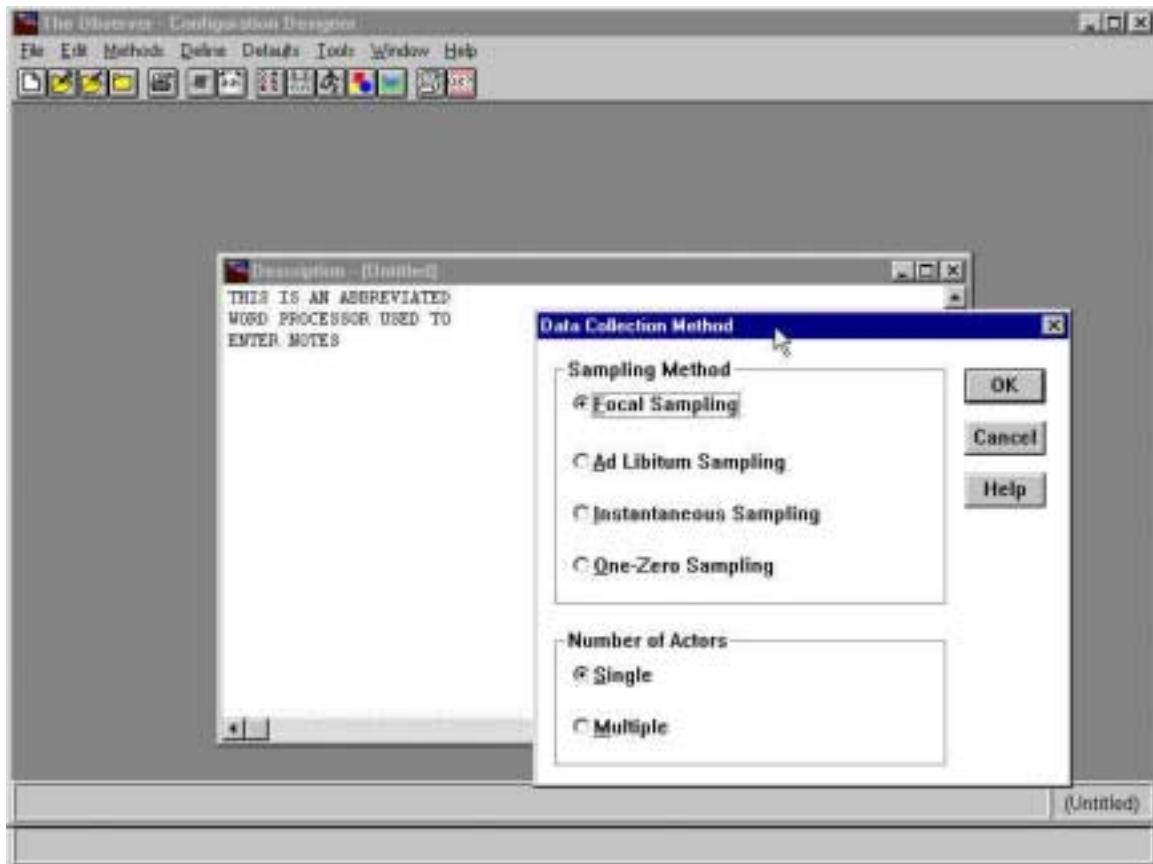 The Observer - Configuration Designer
File Edit Methods Define Defaults Tools Window Help
Description - (Untitled)
THIS IS AN ABBREVIATED
WORD PROCESSOR USED TO
ENTER NOTES
Data Collection Method
Sampling Method
Focal Sampling
Ad Libitum Sampling
Instantaneous Sampling
One-Zero Sampling
OK
Cancel
Help
Number of Actors
Single
Multiple
(Untitled)